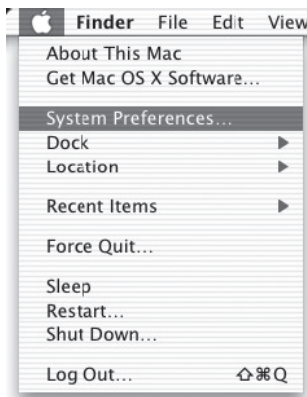 Finder File Edit View
About This Mac
Get Mac OS X Software...
System Preferences...
Dock
Location
Recent Items
Force Quit...
Sleep
Restart...
Shut Down...
Log Out... ⇧⌘Q